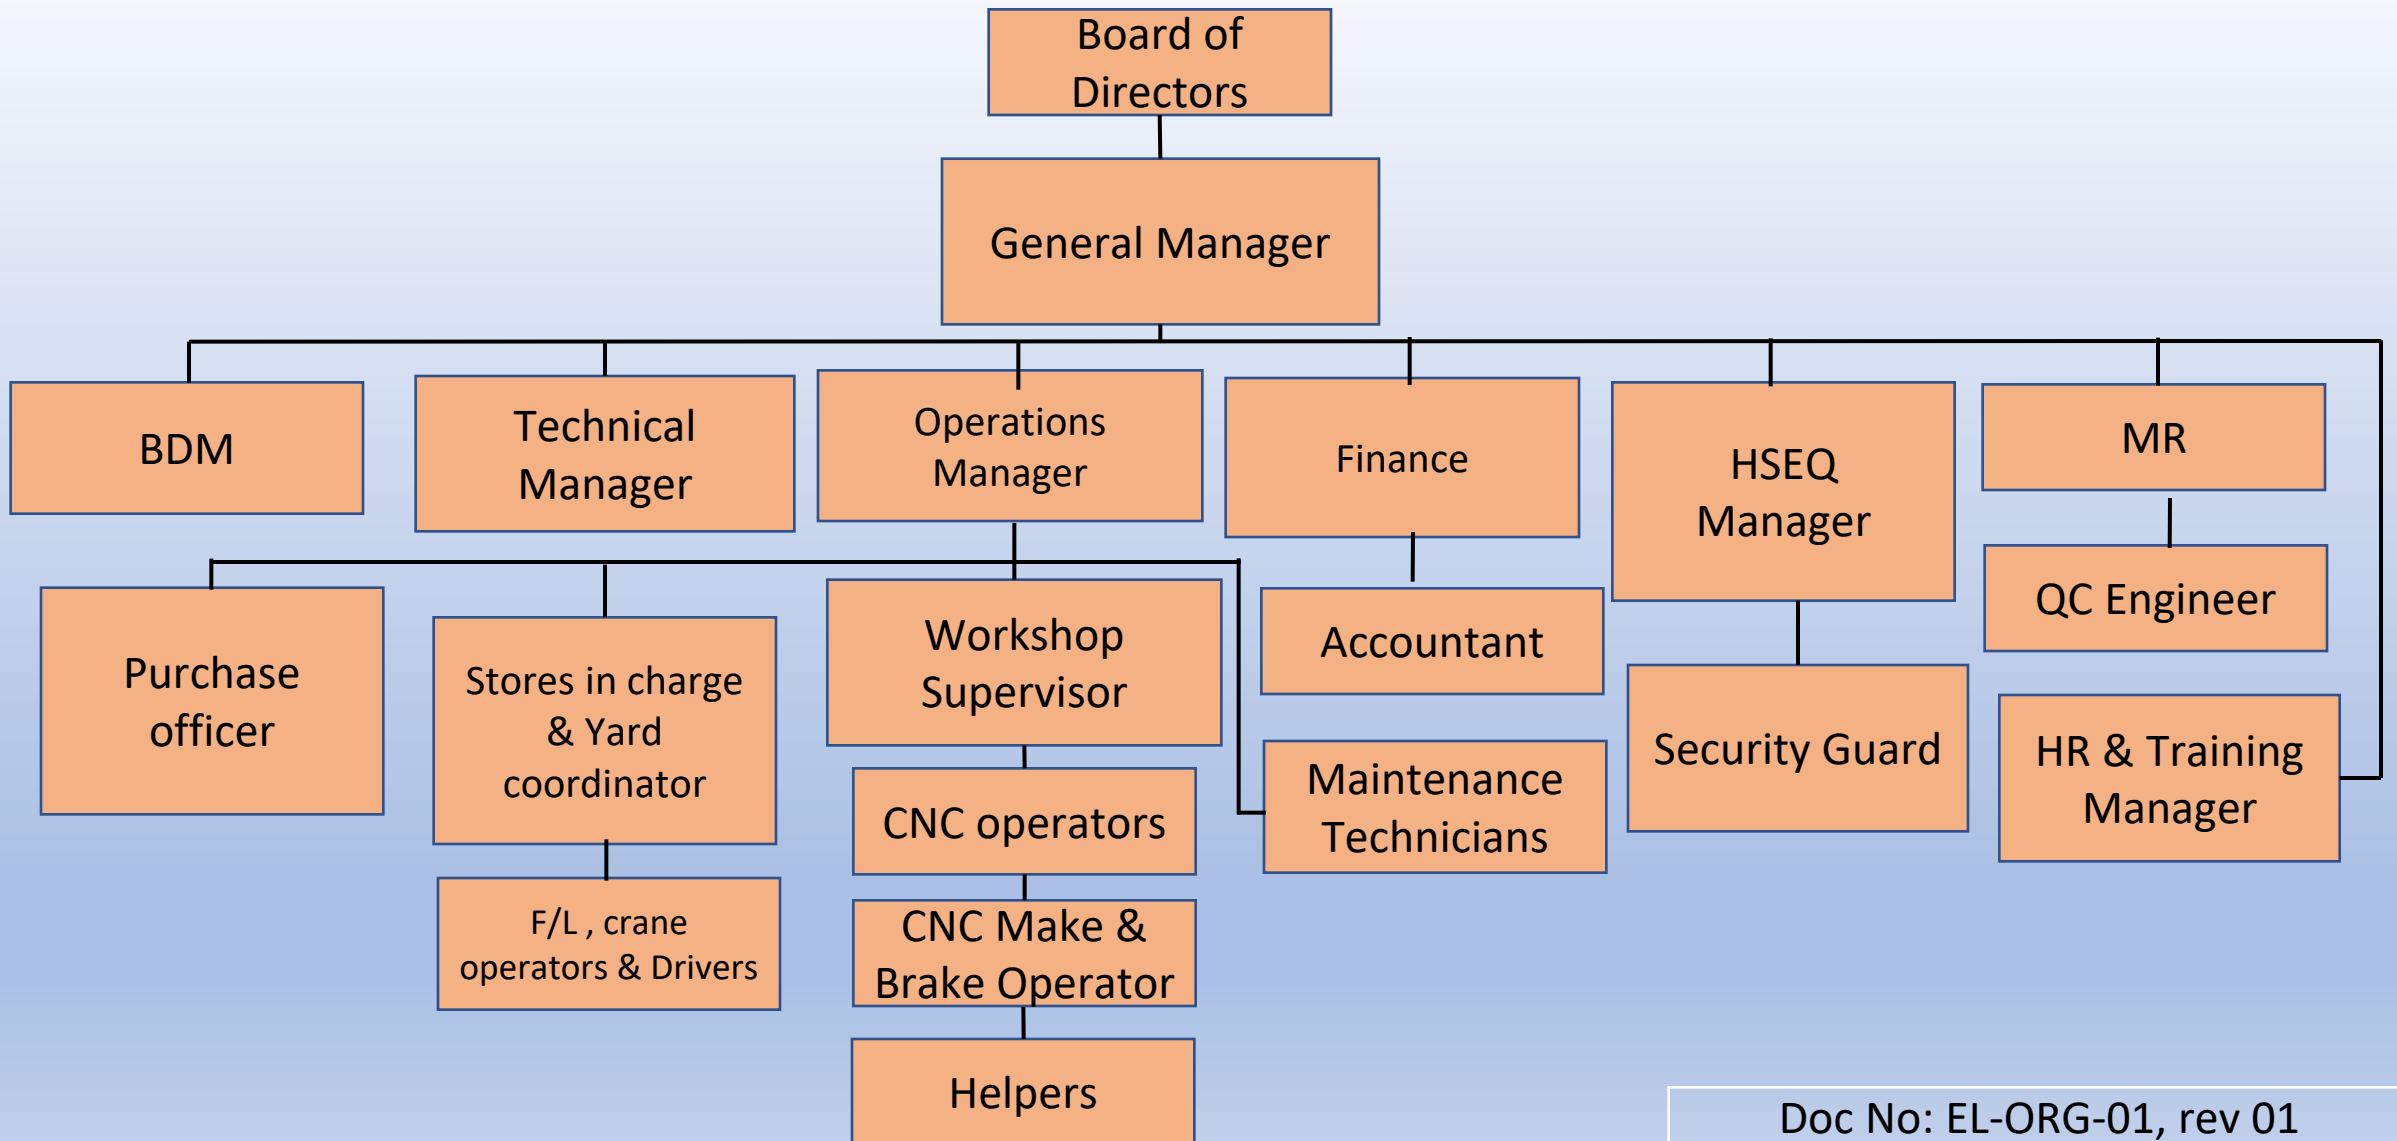 Board of
Directors
General Manager
BDM
Technical
Manager
Operations
Manager
Finance
HSEQ
Manager
MR
Purchase
officer
Stores in charge
& Yard
coordinator
Workshop
Supervisor
Accountant
QC Engineer
Security Guard
HR & Training
Manager
CNC operators
Maintenance
Technicians
F/L , crane
operators & Drivers
CNC Make &
Brake Operator
Helpers
Doc No: EL-ORG-01, rev 01